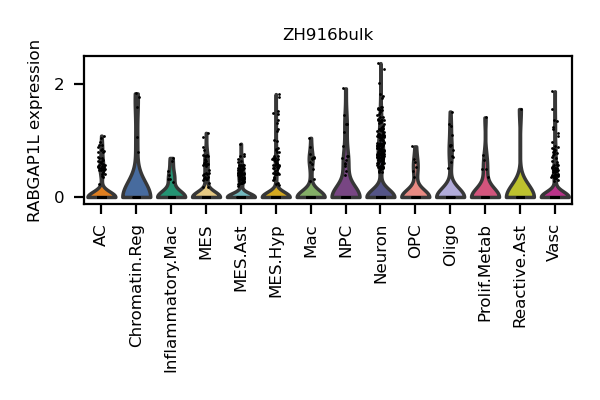 ZH916bulk
RABGAP1L expression
2
0
AC
Chromatin.Reg
Inflammatory.Mac
MES
MES.Ast
MES.Hyp
Mac
NPC
Neuron
OPC
Oligo
Prolif.Metab
Reactive.Ast
Vasc